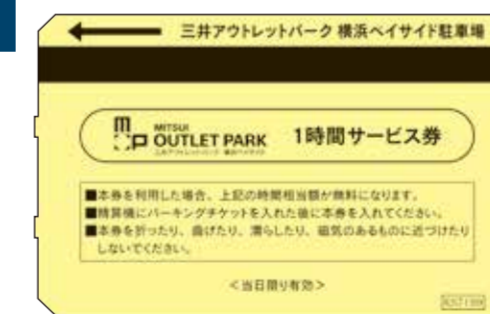 三井アウトレットパーク 横浜ベイサイド駐車場
MITSUI
OUTLET PARK
1時間サービス券
■本券を利用した場合、上記の時間相当額が無料になります。
■精算機にパーキングチケットを入れた後に本券を入れてください。
■本券を折ったり、曲げたり、濡らしたり、磁気のあるものに近づけたり
しないでください。
<当日限り有効>